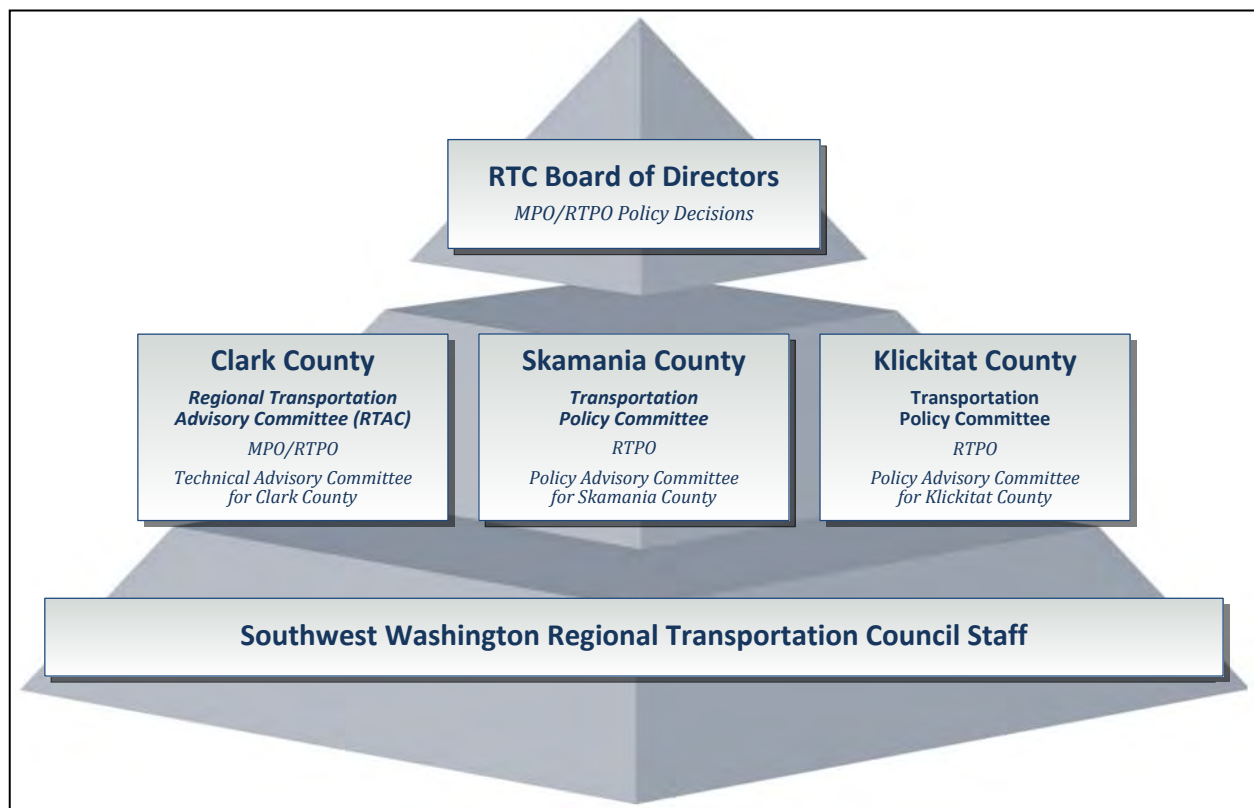 RTC Board of Directors
MPO/RTPO Policy Decisions
Clark County
Regional Transportation
Advisory Committee (RTAC)
MPO/RTPO
Technical Advisory Committee
for Clark County
Skamania County
Transportation
Policy Committee
RTPO
Policy Advisory Committee
for Skamania County
Klickitat County
Transportation
Policy Committee
RTPO
Policy Advisory Committee
for Klickitat County
Southwest Washington Regional Transportation Council Staff